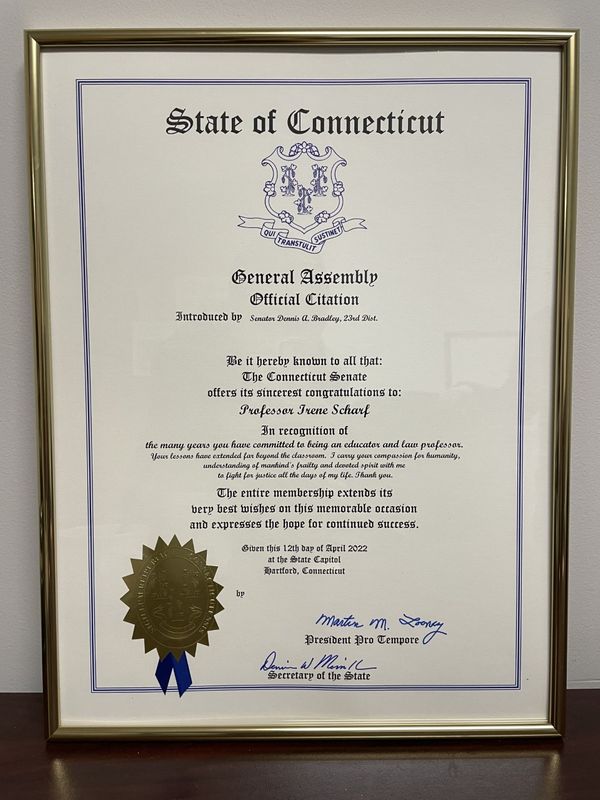 State of Connecticut
QUI TRANSTULIT SUSTINET
General Assembly
Official Citation
Introduced by Senator Dennis A. Bradley, 23rd Dist.
Be it hereby known to all that:
The Connecticut Senate
offers its sincerest congratulations to:
Professor Irene Scharf
In recognition of
the many years you have committed to being an educator and law professor.
Your lessons have extended far beyond the classroom. I carry your compassion for humanity,
understanding of mankind's frailty and devoted spirit with me
to fight for justice all the days of my life. Thank you.
The entire membership extends its
very best wishes on this memorable occasion
and expresses the hope for continued success.
Given this 12th day of April 2022
at the State Capitol
Hartford, Connecticut
by
Martin M. Looney
President Pro Tempore
Secretary of the State